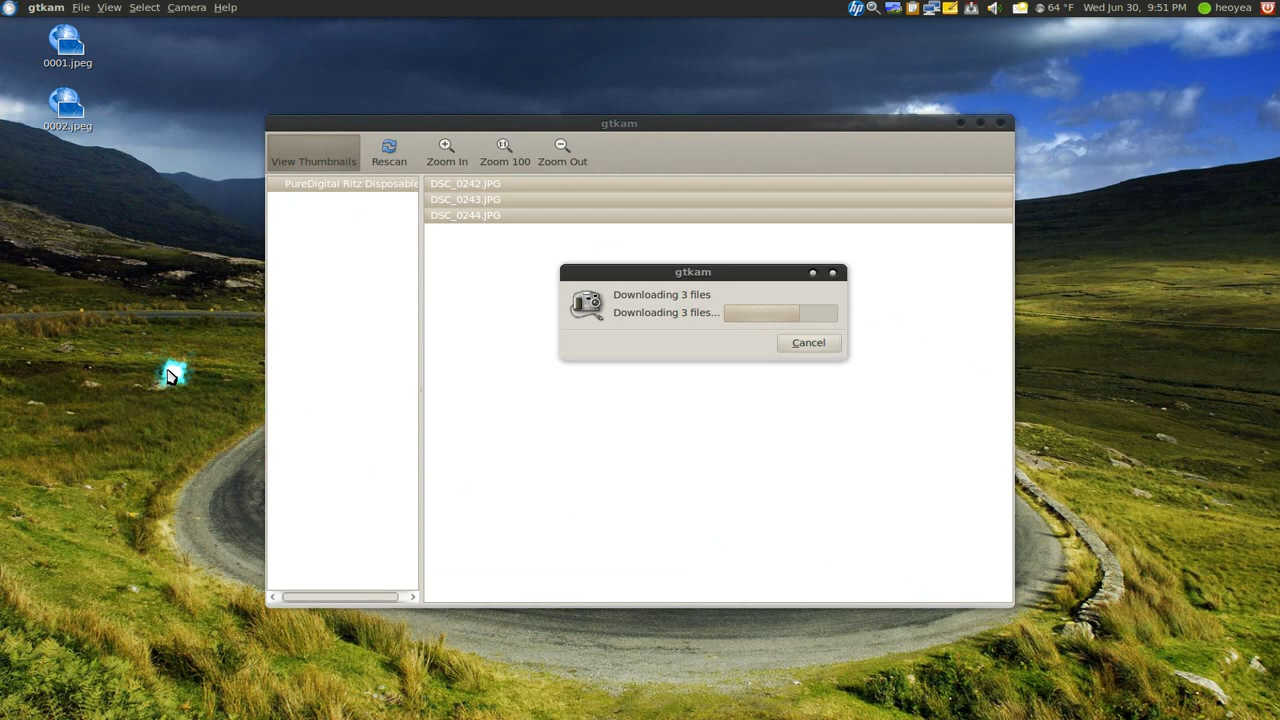 gtkam File View Select Camera Help
hp 64 °F Wed Jun 30, 9:51 PM heoyea
0001.jpeg
0002.jpeg
gtkam
View Thumbnails Rescan Zoom In Zoom 100 Zoom Out
PureDigital Ritz Disposable
DSC_0242.JPG
DSC_0243.JPG
DSC_0244.JPG
gtkam
Downloading 3 files
Downloading 3 files...
Cancel